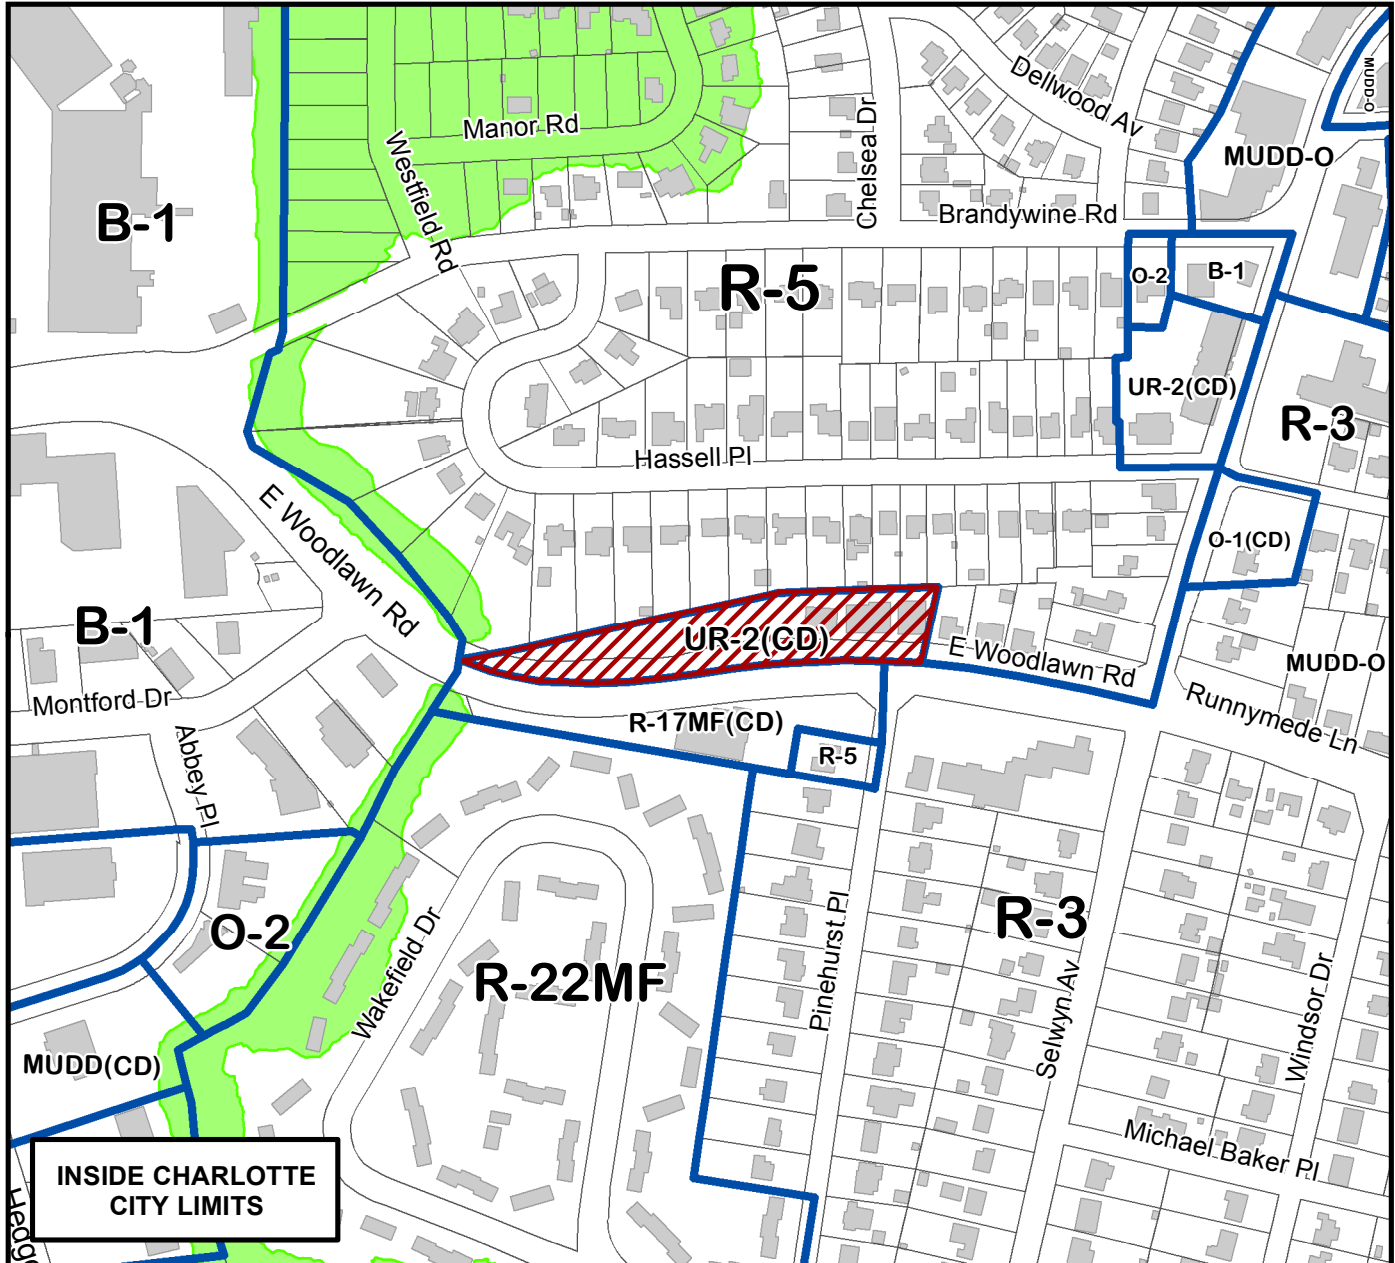 Manor Rd
Westfield Rd
Chelsea Dr
Dellwood Av
MUDD-O
MUDD-O
B-1
Brandywine Rd
R-5
O-2
B-1
UR-2(CD)
R-3
Hassell Pl
E Woodlawn Rd
O-1(CD)
B-1
UR-2(CD)
E Woodlawn Rd
MUDD-O
Montford Dr
Runnymede Ln
R-17MF(CD)
Abbey Pl
R-5
O-2
Wakefield Dr
R-22MF
Pinehurst Pl
R-3
Selwyn Av
Windsor Dr
MUDD(CD)
Michael Baker Pl
INSIDE CHARLOTTE
CITY LIMITS